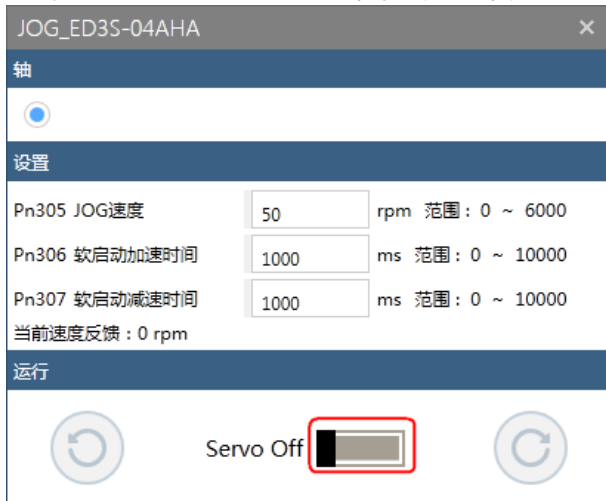 JOG_ED3S-04AHA ×
轴
设置
Pn305 JOG速度 50 rpm 范围：0 ~ 6000
Pn306 软启动加速时间 1000 ms 范围：0 ~ 10000
Pn307 软启动减速时间 1000 ms 范围：0 ~ 10000
当前速度反馈：0 rpm
运行
Servo Off